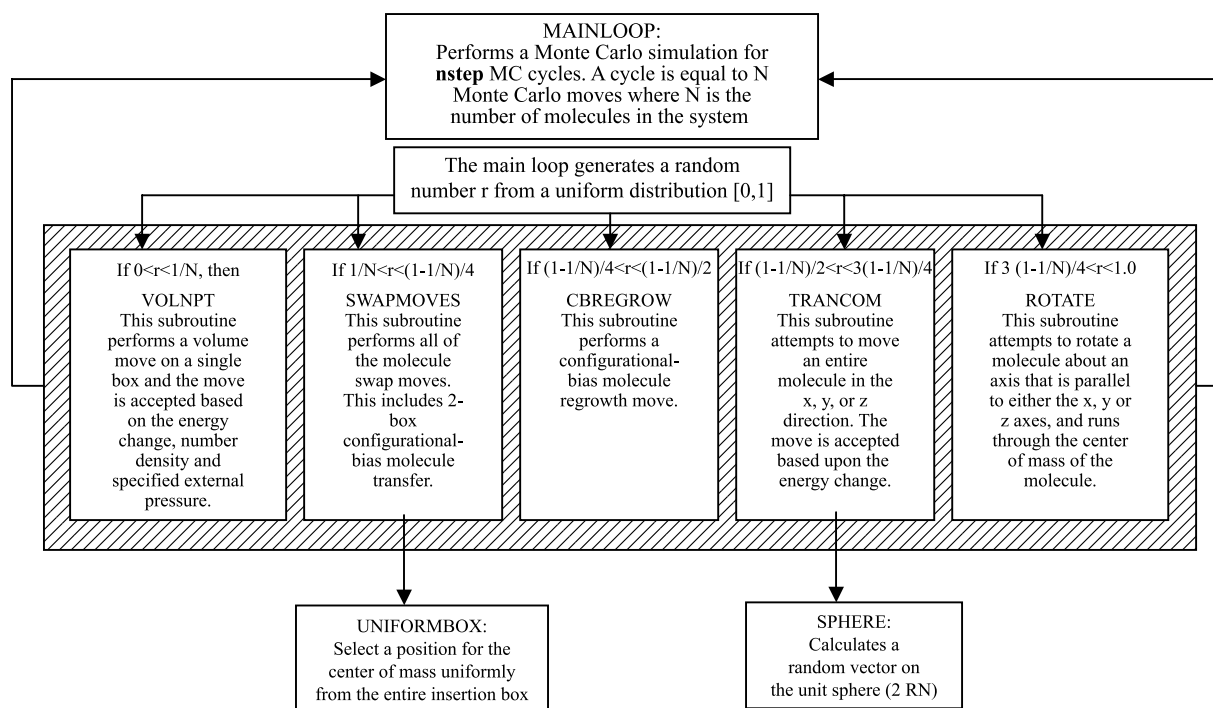 MAINLOOP:
Performs a Monte Carlo simulation for
nstep MC cycles. A cycle is equal to N
Monte Carlo moves where N is the
number of molecules in the system
The main loop generates a random
number r from a uniform distribution [0,1]
If 0<r<1/N, then
VOLNPT
This subroutine
performs a volume
move on a single
box and the move
is accepted based
on the energy
change, number
density and
specified external
pressure.
If 1/N<r<(1-1/N)/4
SWAPMOVES
This subroutine
performs all of
the molecule
swap moves.
This includes 2-
box
configurational-
bias molecule
transfer.
If (1-1/N)/4<r<(1-1/N)/2
CBREGROW
This subroutine
performs a
configurational-
bias molecule
regrowth move.
If (1-1/N)/2<r<3(1-1/N)/4
TRANCOM
This subroutine
attempts to move
an entire
molecule in the
x, y, or z
direction. The
move is accepted
based upon the
energy change.
If 3 (1-1/N)/4<r<1.0
ROTATE
This subroutine
attempts to rotate a
molecule about an
axis that is parallel
to either the x, y or
z axes, and runs
through the center
of mass of the
molecule.
UNIFORMBOX:
Select a position for the
center of mass uniformly
from the entire insertion box
SPHERE:
Calculates a
random vector on
the unit sphere (2 RN)